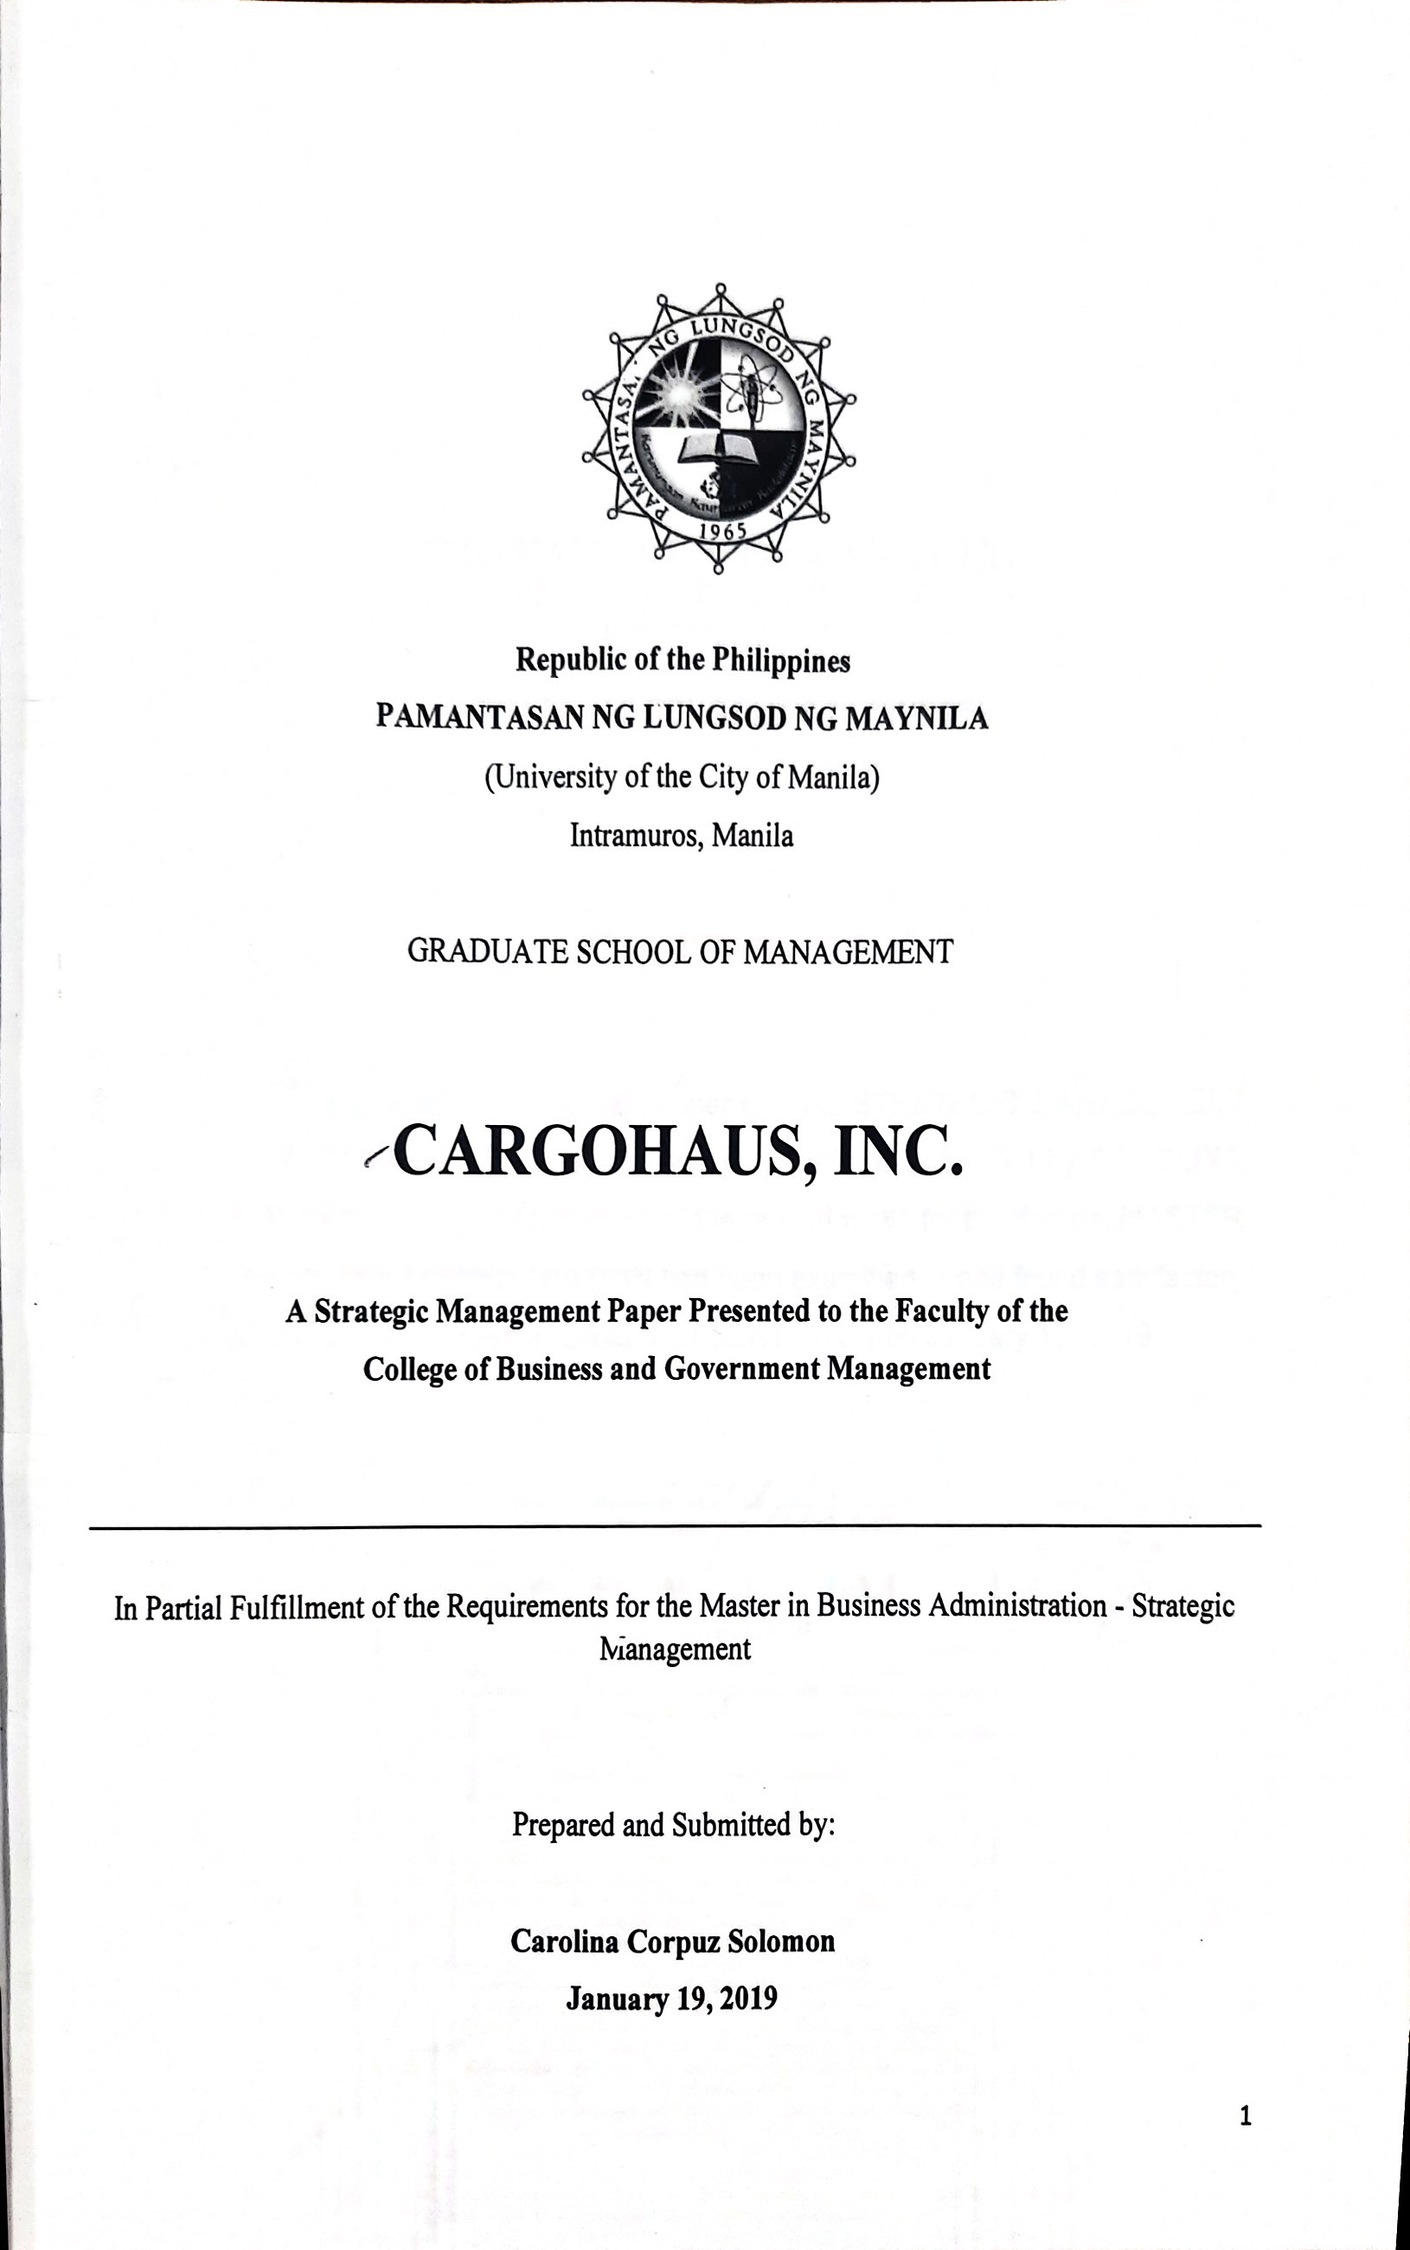 PAMANTASAN NG LUNGSOD NG MAYNILA
1965
Republic of the Philippines
PAMANTASAN NG LUNGSOD NG MAYNILA
(University of the City of Manila)
Intramuros, Manila
GRADUATE SCHOOL OF MANAGEMENT
CARGOHAUS, INC.
A Strategic Management Paper Presented to the Faculty of the
College of Business and Government Management
In Partial Fulfillment of the Requirements for the Master in Business Administration - Strategic
Management
Prepared and Submitted by:
Carolina Corpuz Solomon
January 19, 2019
1